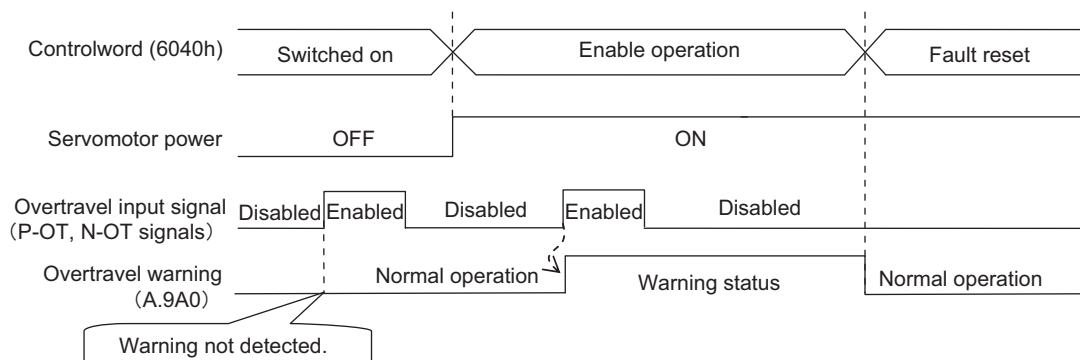 Controlword (6040h)
Switched on
Enable operation
Fault reset
Servomotor power
OFF
ON
Overtravel input signal
(P-OT, N-OT signals)
Disabled
Enabled
Disabled
Enabled
Disabled
Overtravel warning
(A.9A0)
Normal operation
Warning status
Normal operation
Warning not detected.